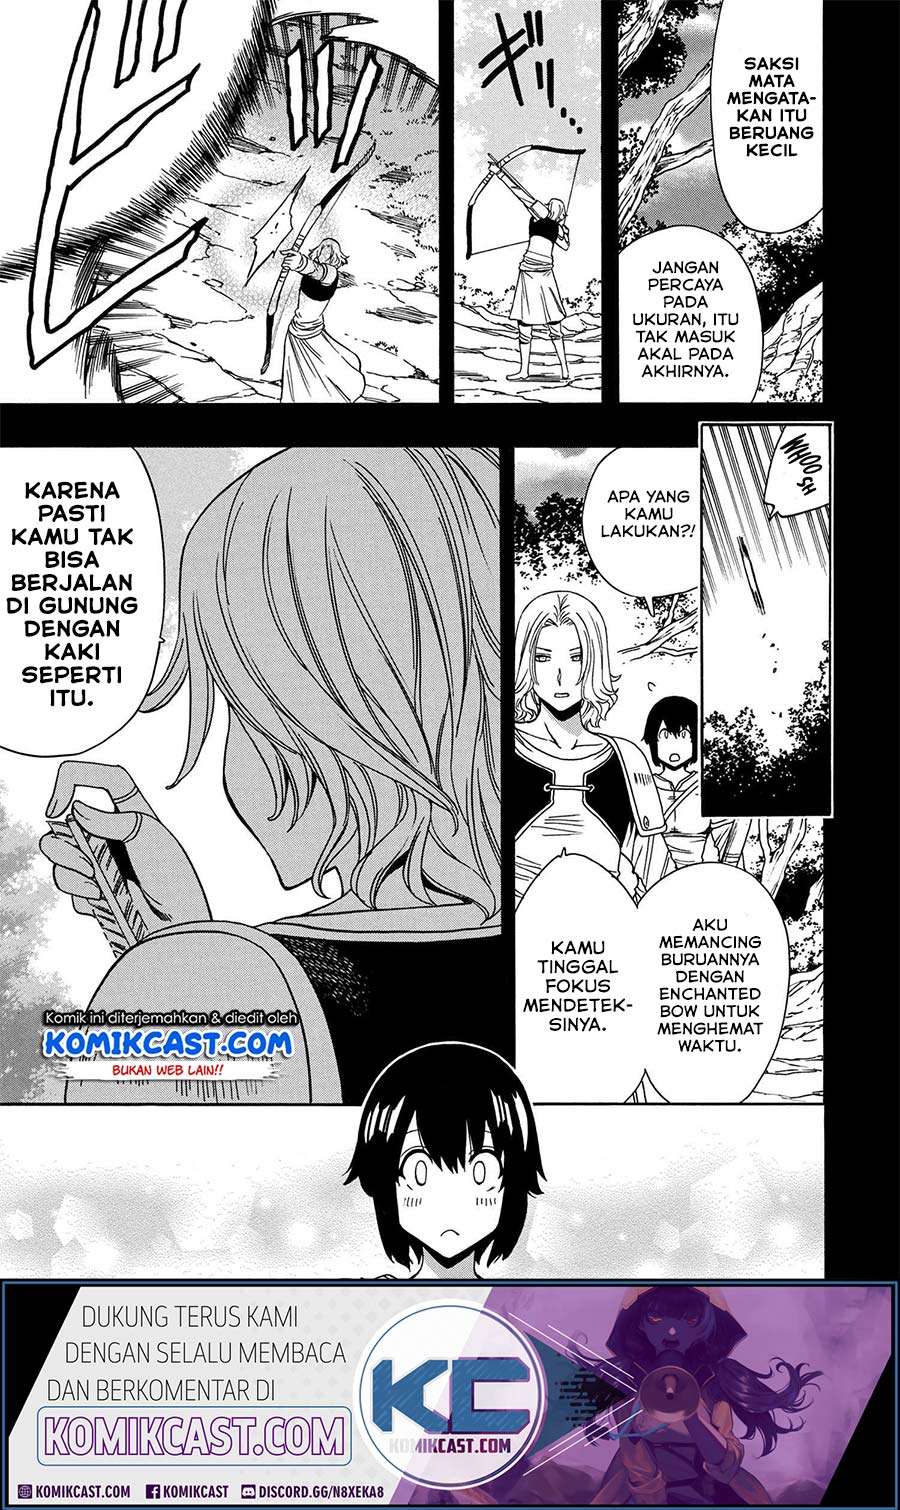 SAKSI
MATA
MENGATA-
KAN ITU
BERUANG
KECIL
JANGAN
PERCAYA
PADA
UKURAN, ITU
TAK MASUK
AKAL PADA
AKHIRNYA.
WHOOSH
APA YANG
KAMU
LAKUKAN?!
AKU
MEMANCING
BURUANNYA
DENGAN
ENCHANTED
BOW UNTUK
MENGHEMAT
WAKTU.
KAMU
TINGGAL
FOKUS
MENDETEK-
SINYA.
KARENA
PASTI
KAMU TAK
BISA
BERJALAN
DI GUNUNG
DENGAN
KAKI
SEPERTI
ITU.
Komik ini diterjemahkan & diedit oleh
KOMIKCAST.COM
BUKAN WEB LAIN!!
DUKUNG TERUS KAMI
DENGAN SELALU MEMBACA
DAN BERKOMENTAR DI
KOMIKCAST.COM
KC
KOMIKCAST.COM
KOMIKCAST.COM
KOMIKCAST
DISCORD.GG/N8XEKA8